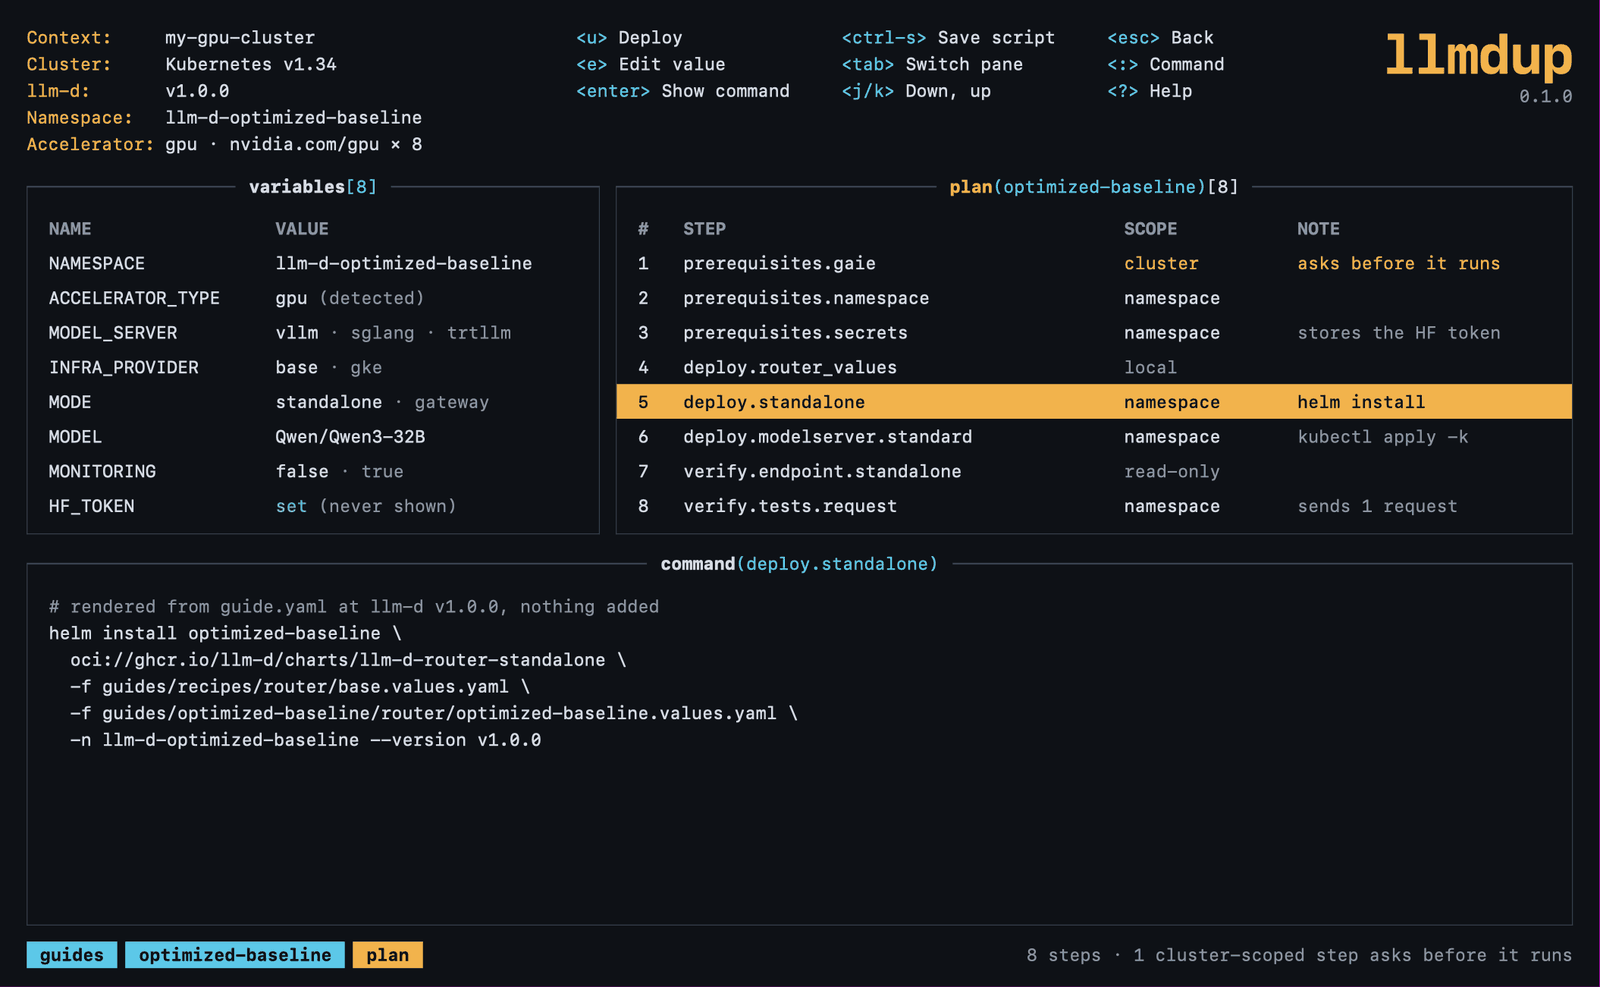 Context: my-gpu-cluster
Cluster: Kubernetes v1.34
llm-d: v1.0.0
Namespace: llm-d-optimized-baseline
Accelerator: gpu · nvidia.com/gpu × 8
<u> Deploy <ctrl-s> Save script <esc> Back
<e> Edit value <tab> Switch pane <:> Command
<enter> Show command <j/k> Down, up <?> Help
llmdup
0.1.0
variables[8]
NAME VALUE
NAMESPACE llm-d-optimized-baseline
ACCELERATOR_TYPE gpu (detected)
MODEL_SERVER vllm · sglang · trtllm
INFRA_PROVIDER base · gke
MODE standalone · gateway
MODEL Qwen/Qwen3-32B
MONITORING false · true
HF_TOKEN set (never shown)
plan(optimized-baseline)[8]
# STEP SCOPE NOTE
1 prerequisites.gaie cluster asks before it runs
2 prerequisites.namespace namespace
3 prerequisites.secrets namespace stores the HF token
4 deploy.router_values local
5 deploy.standalone namespace helm install
6 deploy.modelserver.standard namespace kubectl apply -k
7 verify.endpoint.standalone read-only
8 verify.tests.request namespace sends 1 request
command(deploy.standalone)
# rendered from guide.yaml at llm-d v1.0.0, nothing added
helm install optimized-baseline \
oci://ghcr.io/llm-d/charts/llm-d-router-standalone \
-f guides/recipes/router/base.values.yaml \
-f guides/optimized-baseline/router/optimized-baseline.values.yaml \
-n llm-d-optimized-baseline --version v1.0.0
guides optimized-baseline plan
8 steps · 1 cluster-scoped step asks before it runs